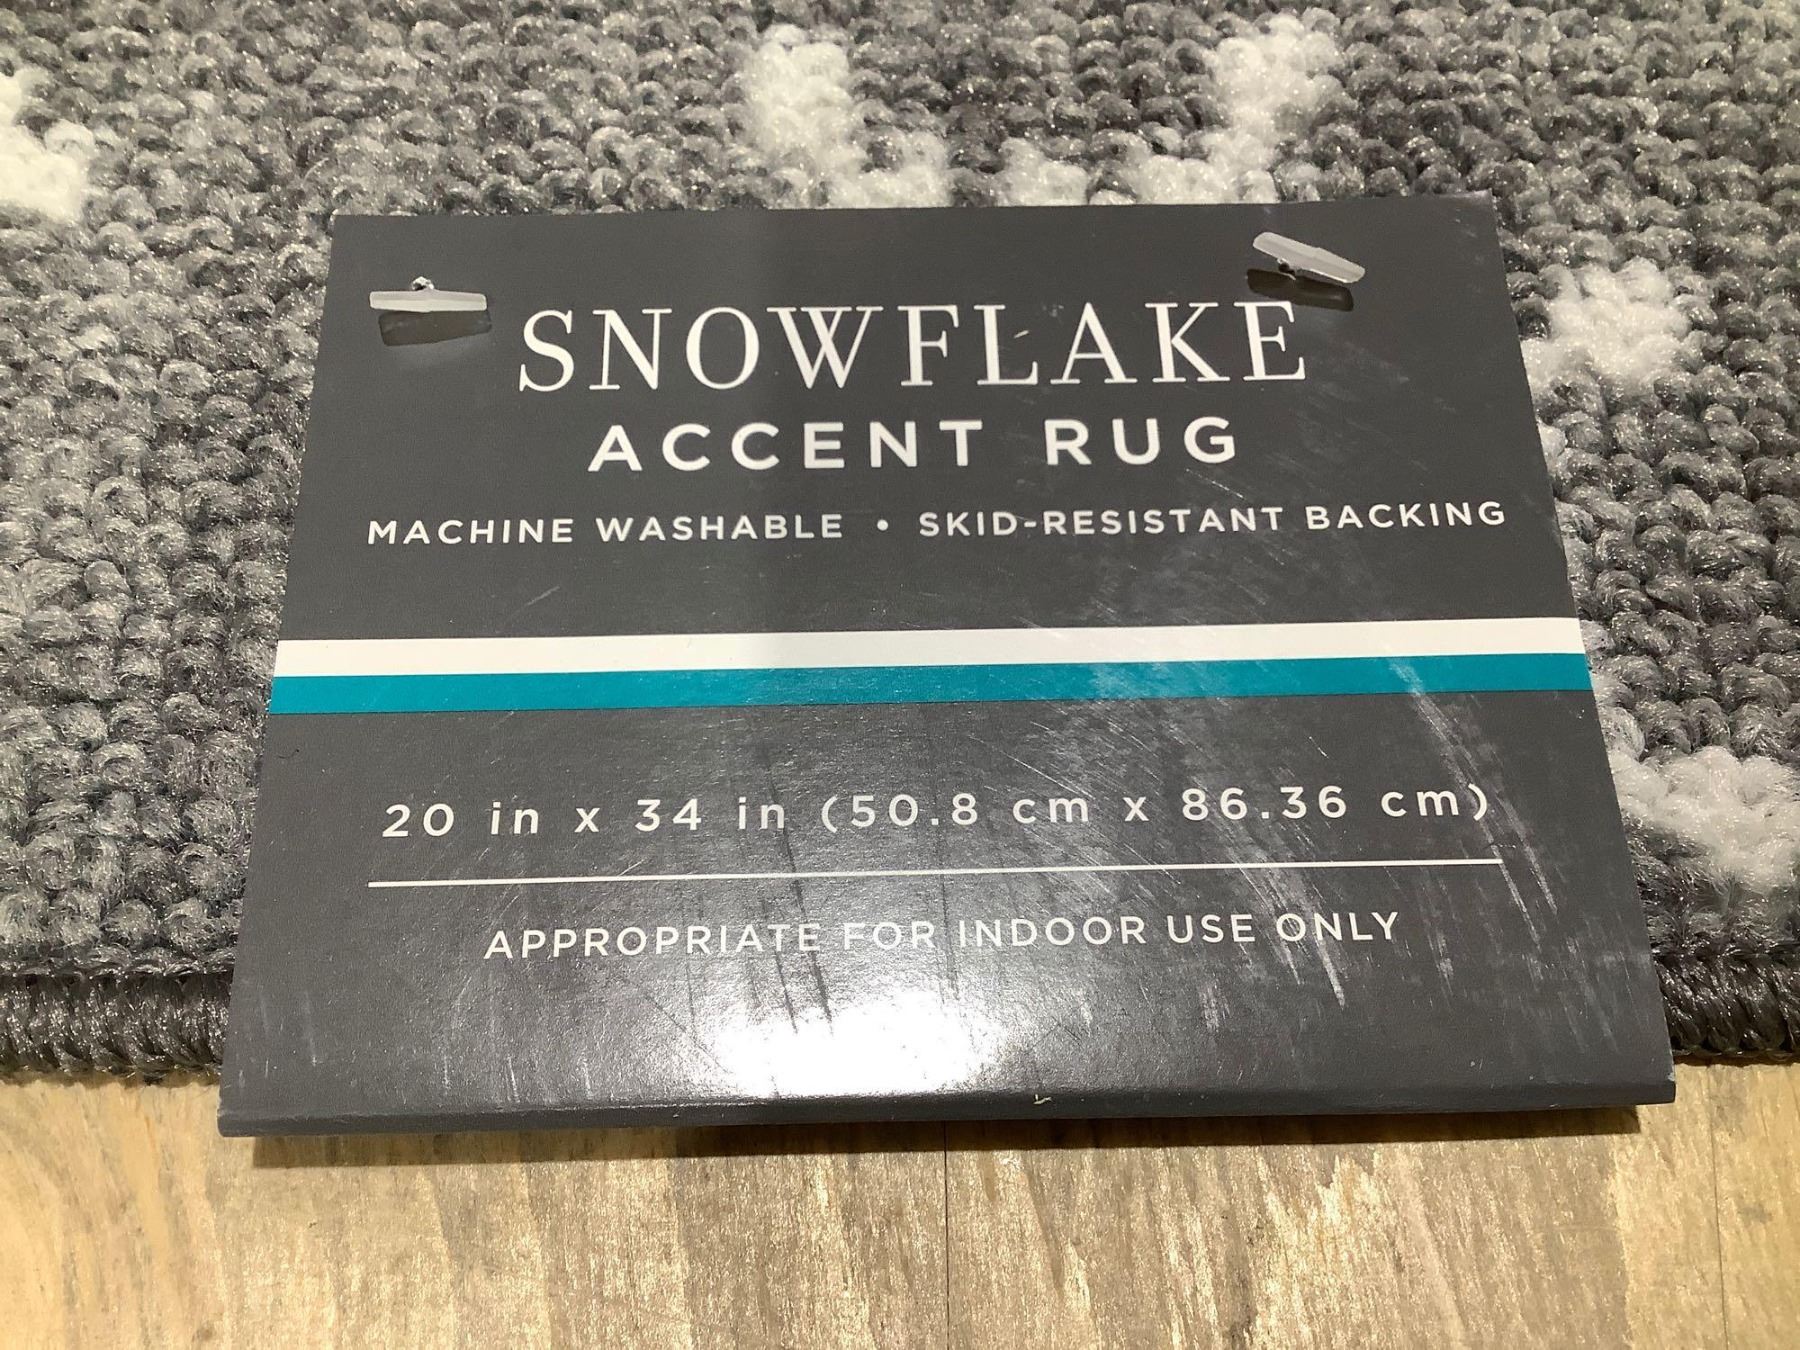 SNOWFLAKE
ACCENT RUG
MACHINE WASHABLE • SKID-RESISTANT BACKING
20 in x 34 in (50.8 cm x 86.36 cm)
APPROPRIATE FOR INDOOR USE ONLY